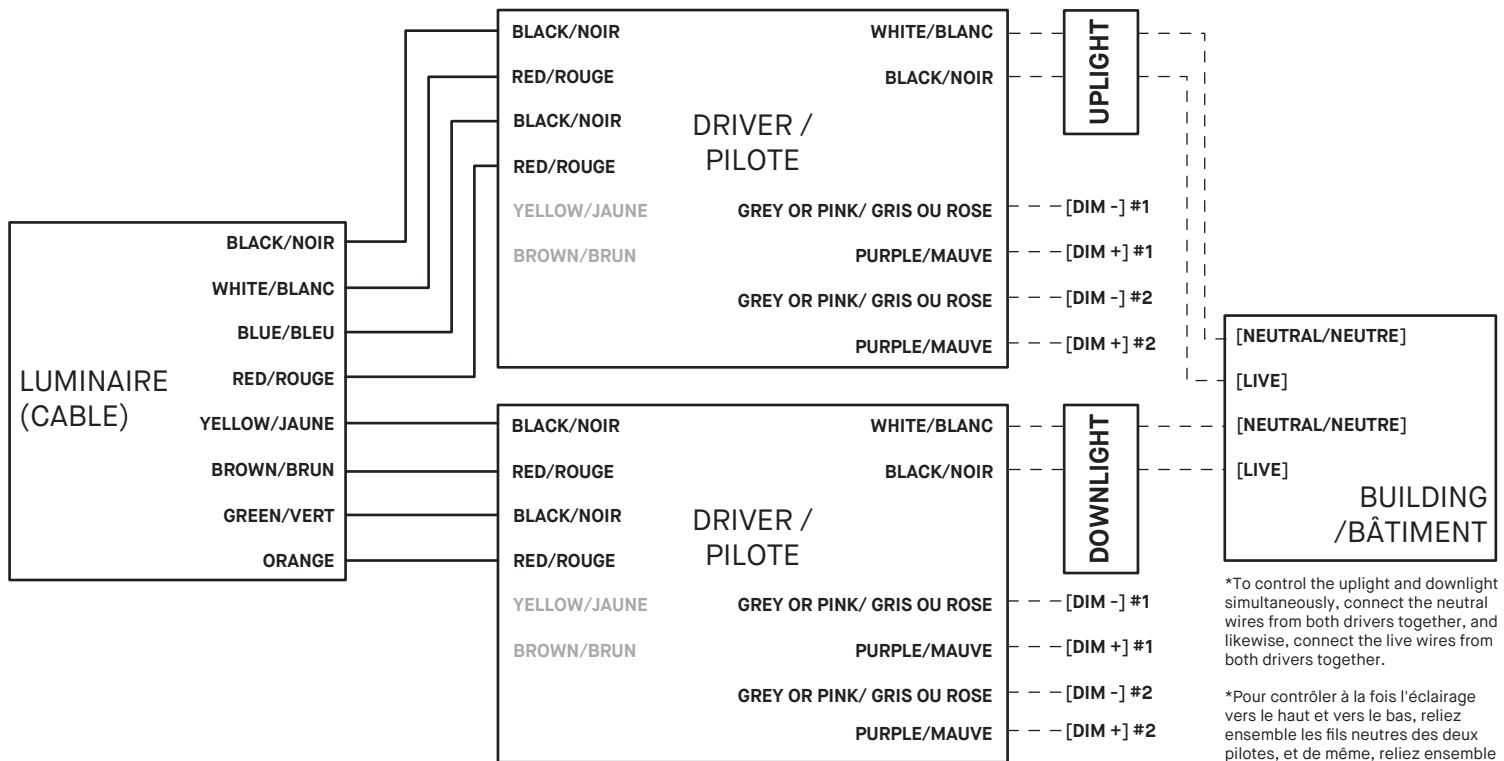 BLACK/NOIR
RED/ROUGE
BLACK/NOIR
RED/ROUGE
YELLOW/JAUNE
BROWN/BRUN
DRIVER /
PILOTE
WHITE/BLANC
BLACK/NOIR
GREY OR PINK/ GRIS OU ROSE
PURPLE/MAUVE
GREY OR PINK/ GRIS OU ROSE
PURPLE/MAUVE
UPLIGHT
[DIM -] #1
[DIM +] #1
[DIM -] #2
[DIM +] #2
LUMINAIRE
(CABLE)
BLACK/NOIR
WHITE/BLANC
BLUE/BLEU
RED/ROUGE
YELLOW/JAUNE
BROWN/BRUN
GREEN/VERT
ORANGE
BLACK/NOIR
RED/ROUGE
BLACK/NOIR
RED/ROUGE
YELLOW/JAUNE
BROWN/BRUN
DRIVER /
PILOTE
WHITE/BLANC
BLACK/NOIR
GREY OR PINK/ GRIS OU ROSE
PURPLE/MAUVE
GREY OR PINK/ GRIS OU ROSE
PURPLE/MAUVE
DOWNLIGHT
[DIM -] #1
[DIM +] #1
[DIM -] #2
[DIM +] #2
[NEUTRAL/NEUTRE]
[LIVE]
[NEUTRAL/NEUTRE]
[LIVE]
BUILDING
/BÂTIMENT
*To control the uplight and downlight
simultaneously, connect the neutral
wires from both drivers together, and
likewise, connect the live wires from
both drivers together.
*Pour contrôler à la fois l'éclairage
vers le haut et vers le bas, reliez
ensemble les fils neutres des deux
pilotes, et de même, reliez ensemble